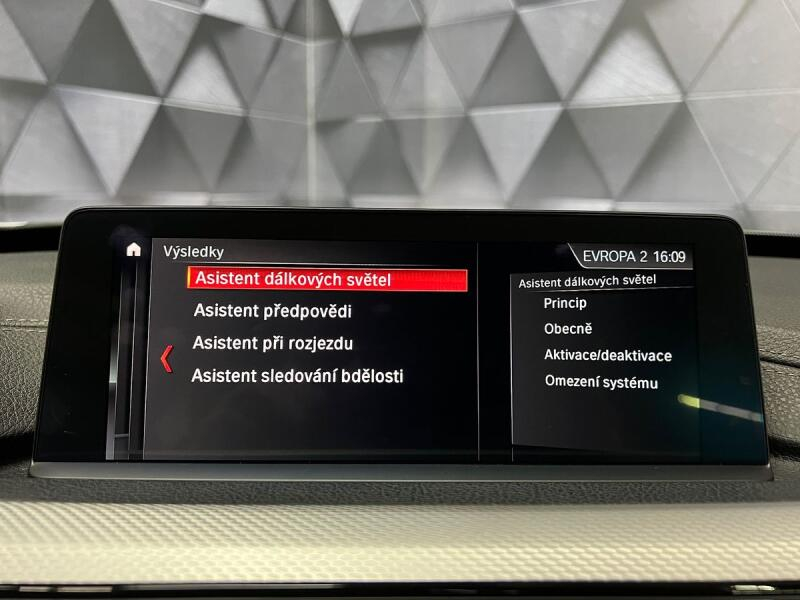 Výsledky
EVROPA 2 16:09
Asistent dálkových světel
Asistent předpovědi
Asistent při rozjezdu
Asistent sledování bdělosti
Asistent dálkových světel
Princip
Obecně
Aktivace/deaktivace
Omezení systému